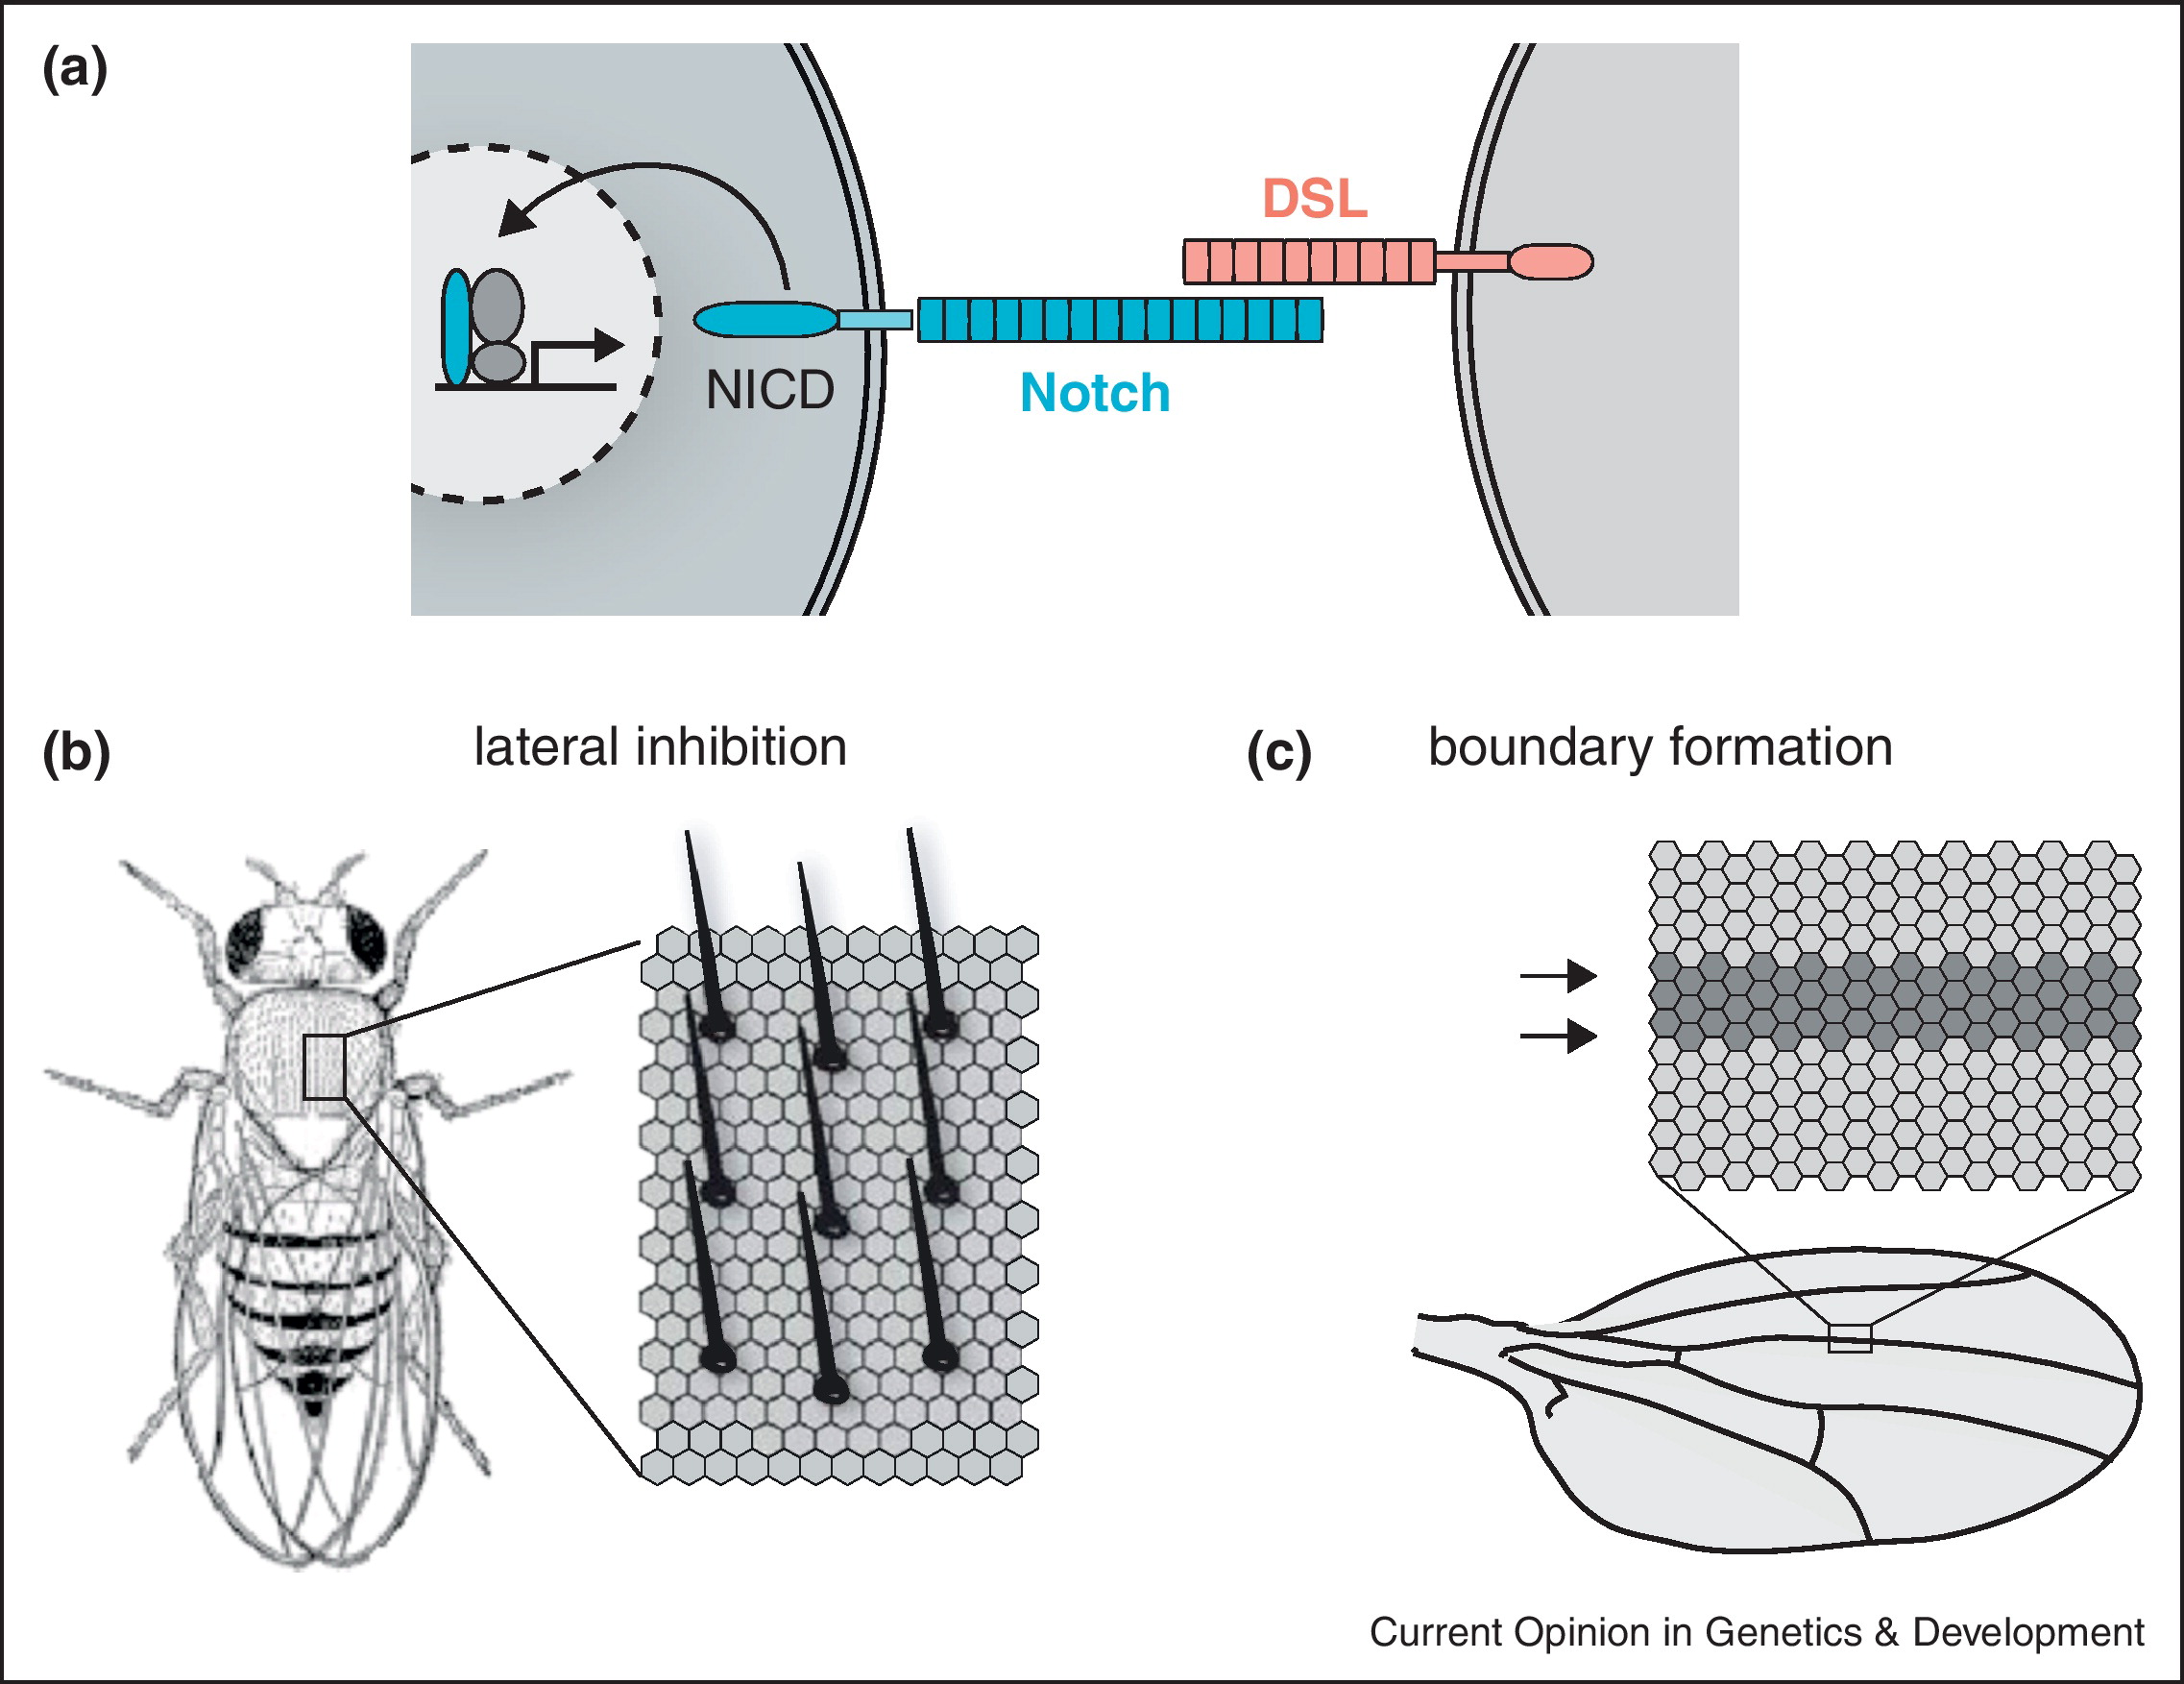 (a)
DSL
NICD
Notch
(b)
lateral inhibition
(c)
boundary formation
Current Opinion in Genetics & Development